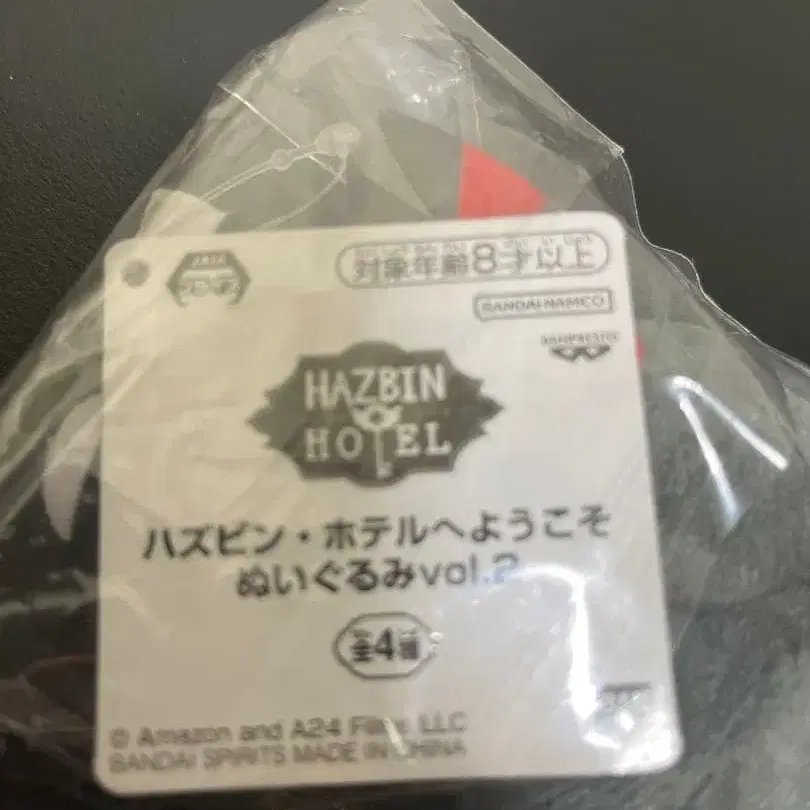 対象年齢8才以上
BANDAI NAMCO
BANPRESTO
HAZBIN
HOTEL
ハズビン・ホテルへようこそ
ぬいぐるみvol.2
全4種
© Amazon and A24 Films LLC
BANDAI SPIRITS MADE IN CHINA